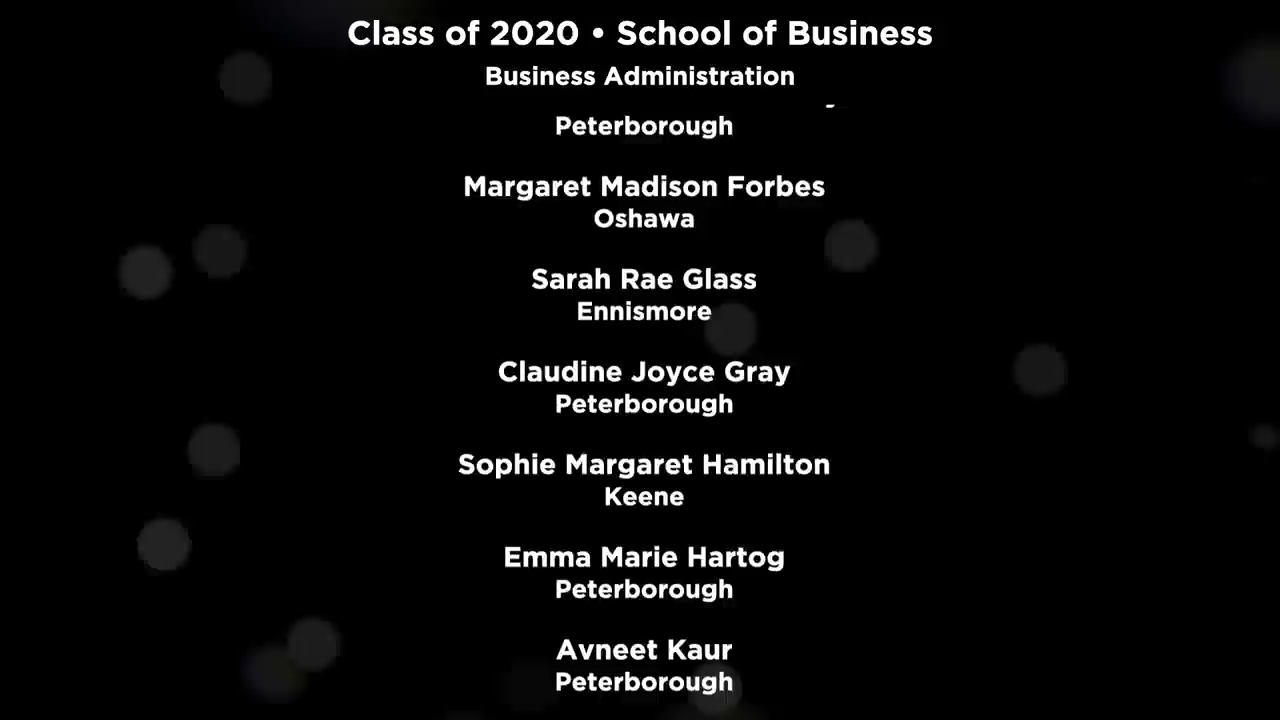 Class of 2020 • School of Business
Business Administration
Peterborough
Margaret Madison Forbes
Oshawa
Sarah Rae Glass
Ennismore
Claudine Joyce Gray
Peterborough
Sophie Margaret Hamilton
Keene
Emma Marie Hartog
Peterborough
Avneet Kaur
Peterborough